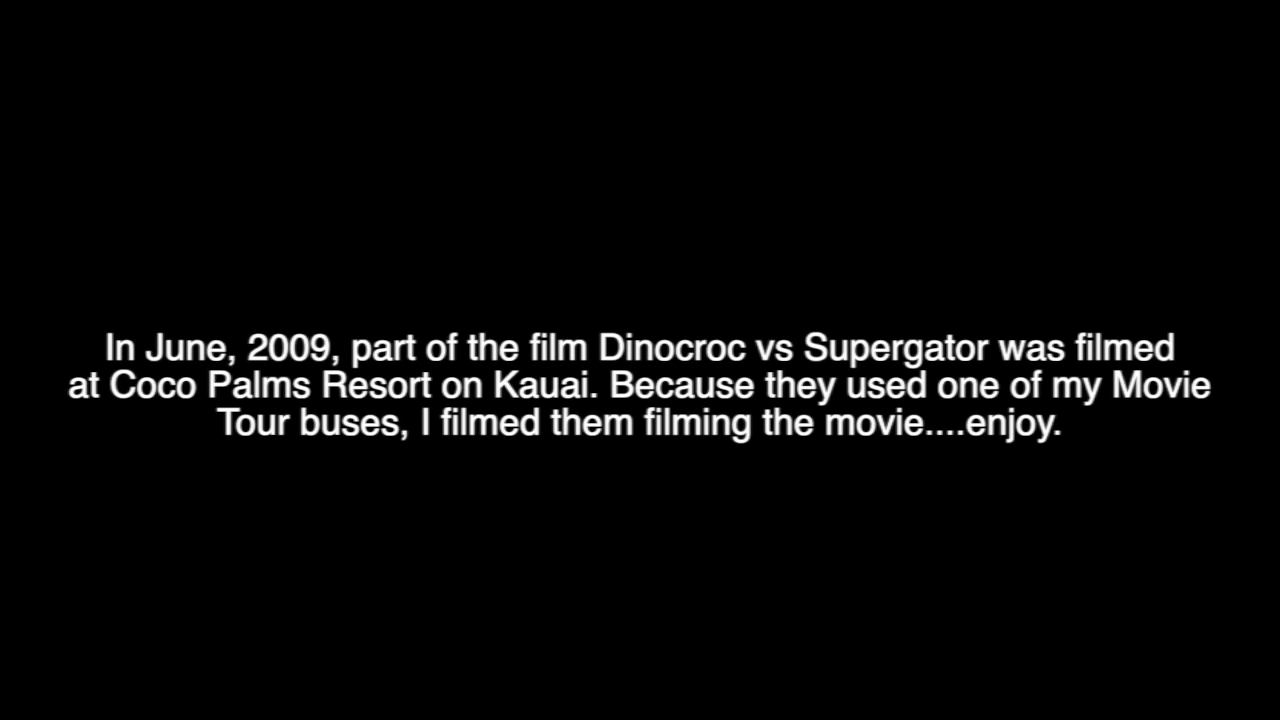 In June, 2009, part of the film Dinocroc vs Supergator was filmed
at Coco Palms Resort on Kauai. Because they used one of my Movie
Tour buses, I filmed them filming the movie....enjoy.